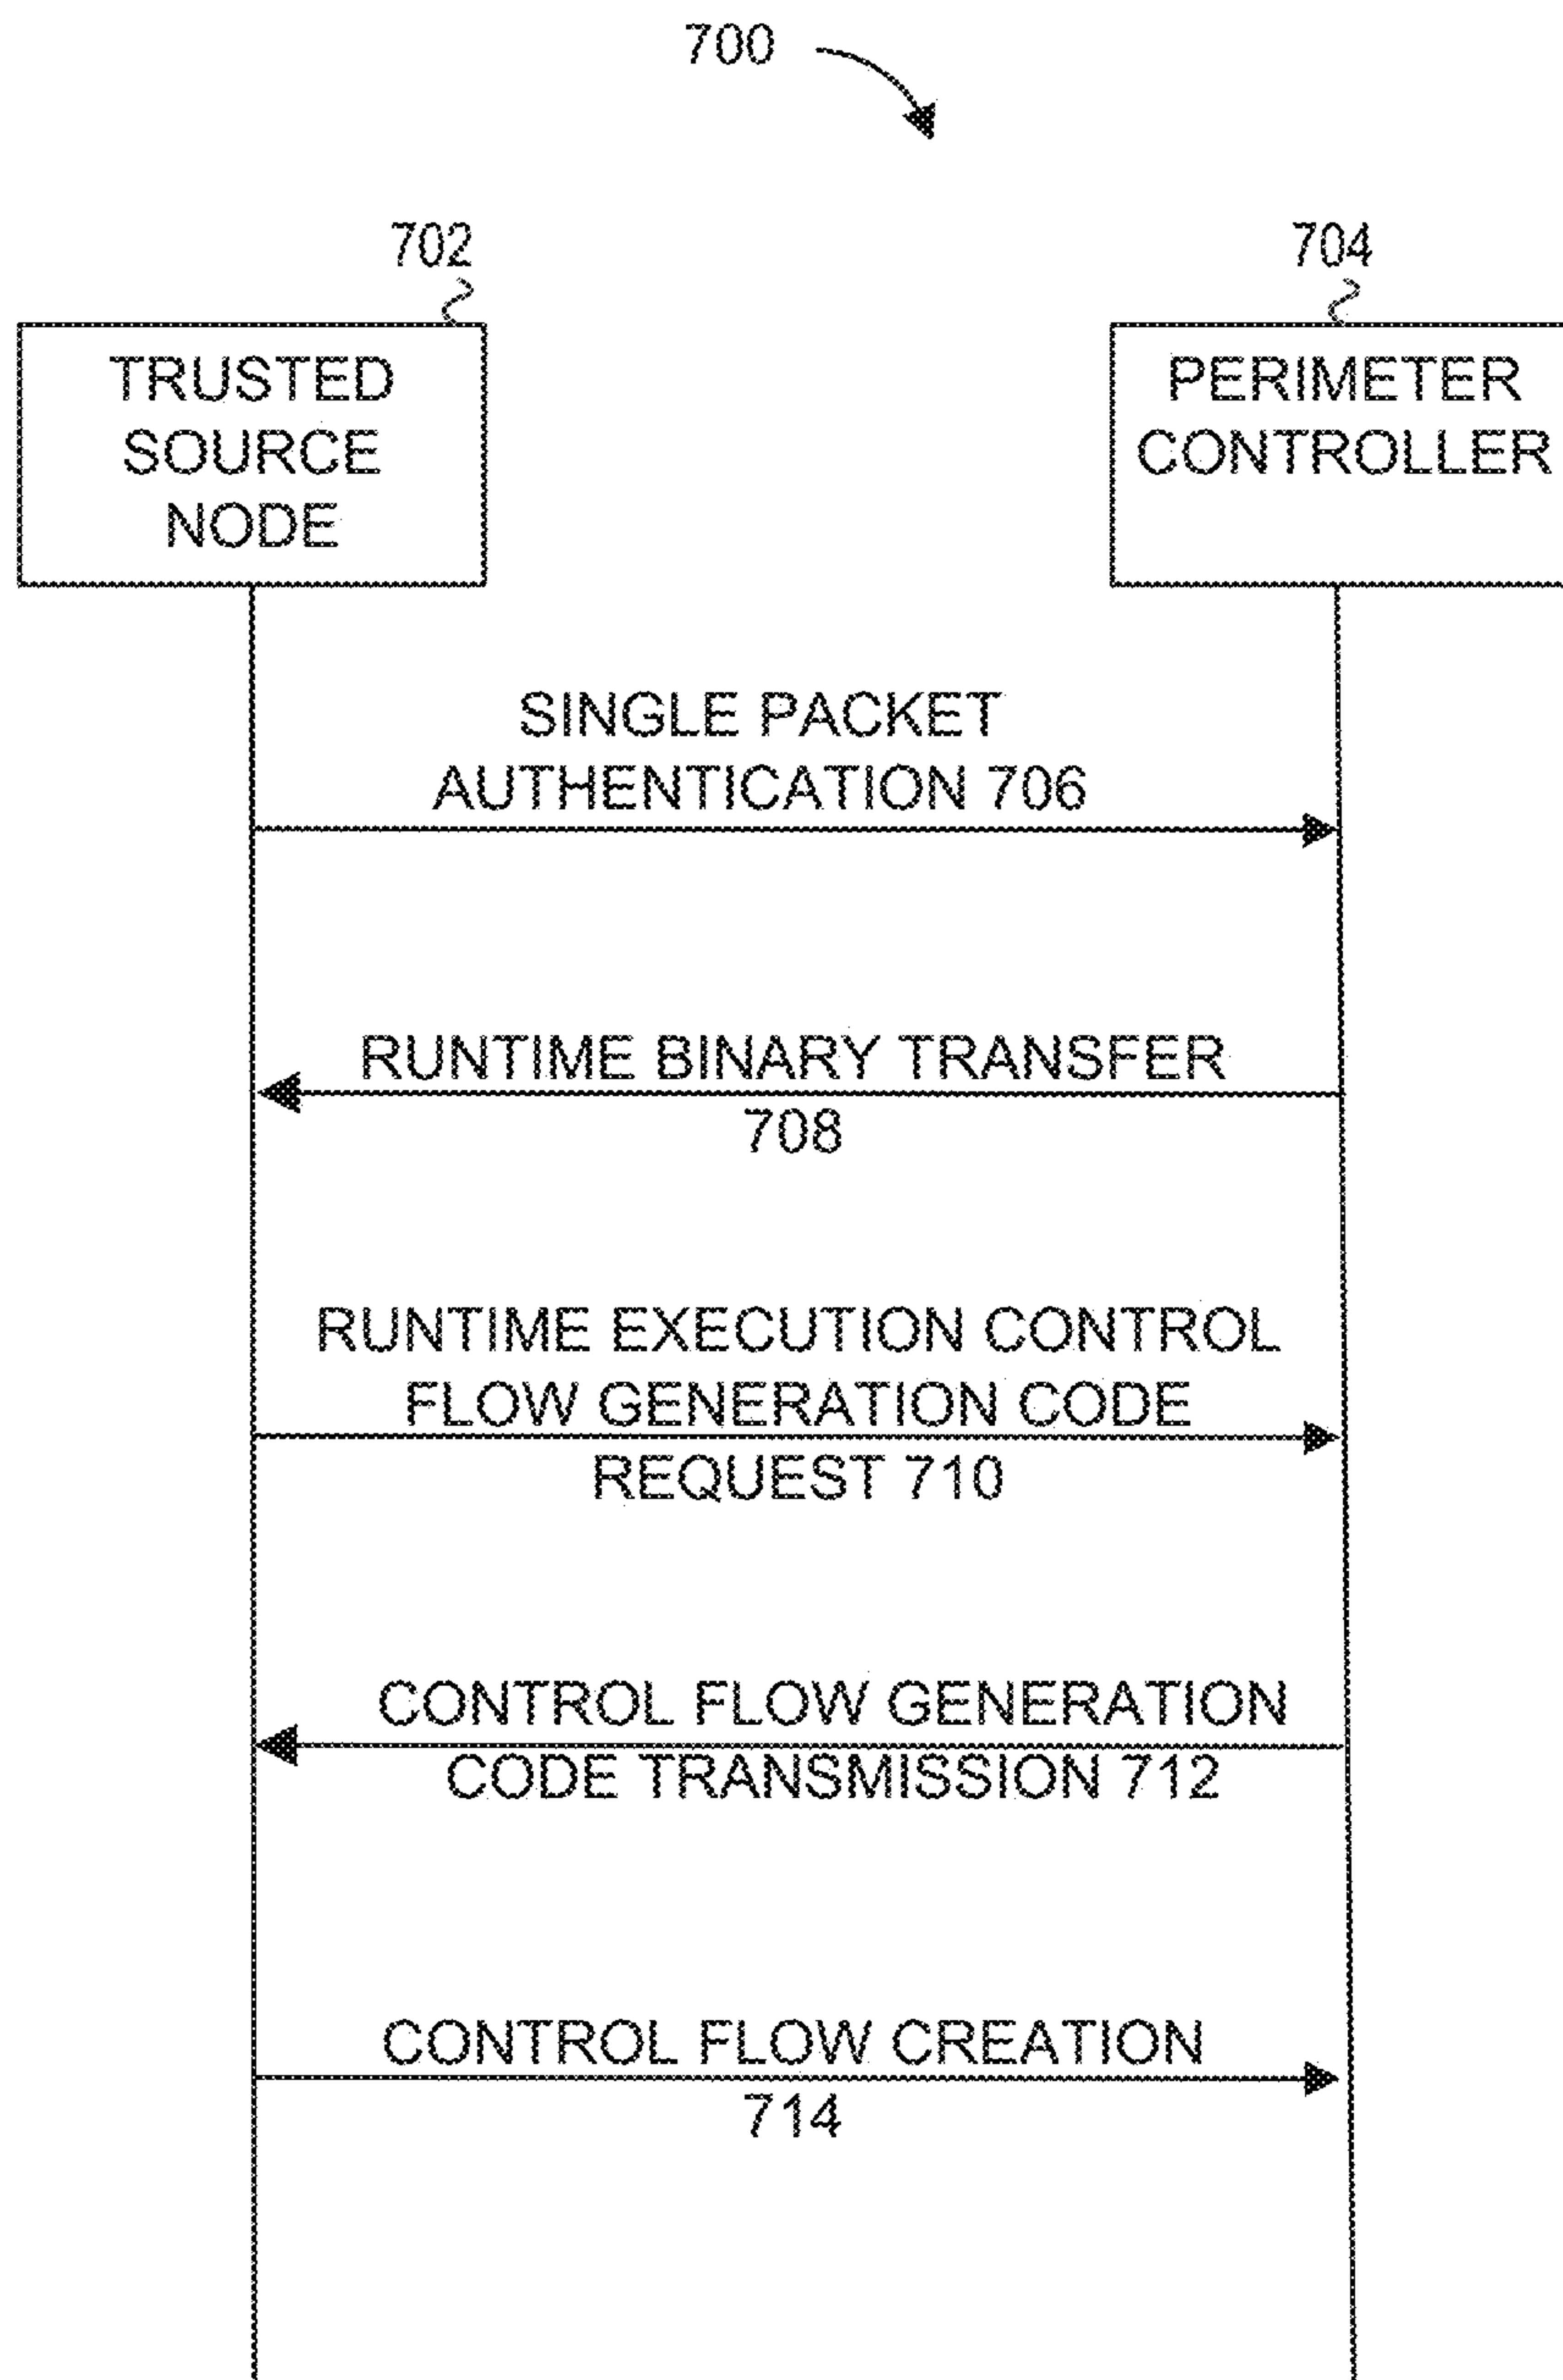 700
702
704
TRUSTED
SOURCE
NODE
PERIMETER
CONTROLLER
SINGLE PACKET
AUTHENTICATION 706
RUNTIME BINARY TRANSFER
708
RUNTIME EXECUTION CONTROL
FLOW GENERATION CODE
REQUEST 710
CONTROL FLOW GENERATION
CODE TRANSMISSION 712
CONTROL FLOW CREATION
714